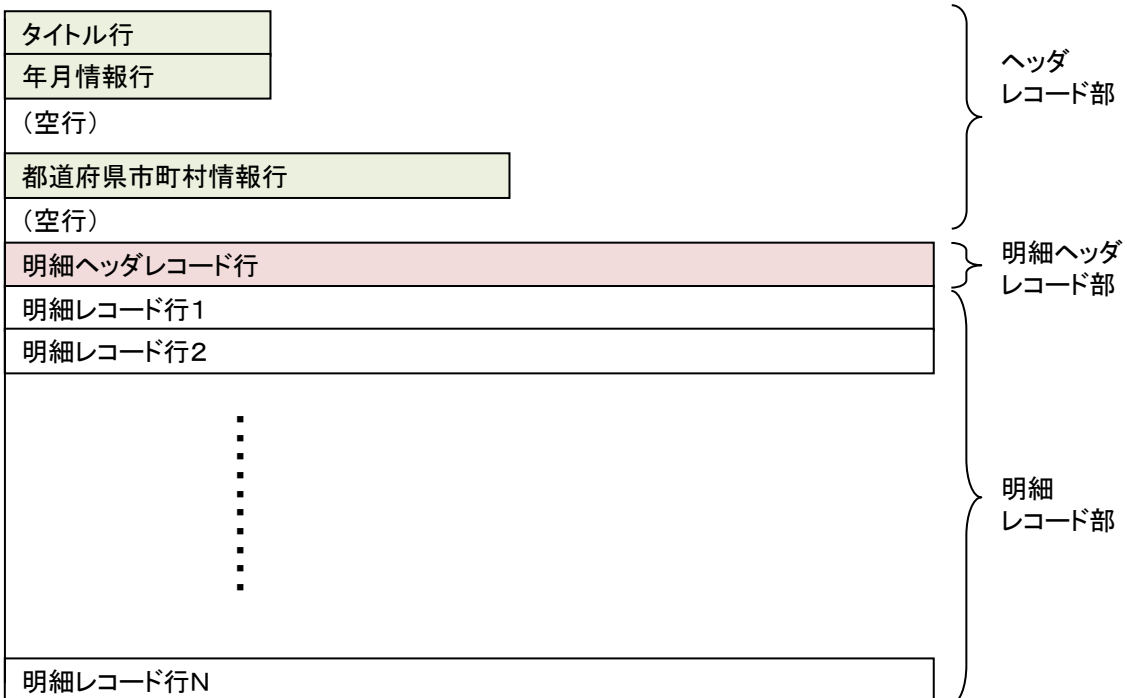 タイトル行
年月情報行
（空行）
都道府県市町村情報行
（空行）
明細ヘッダレコード行
明細レコード行１
明細レコード行２
明細レコード行Ｎ
ヘッダ
レコード部
明細ヘッダ
レコード部
明細
レコード部